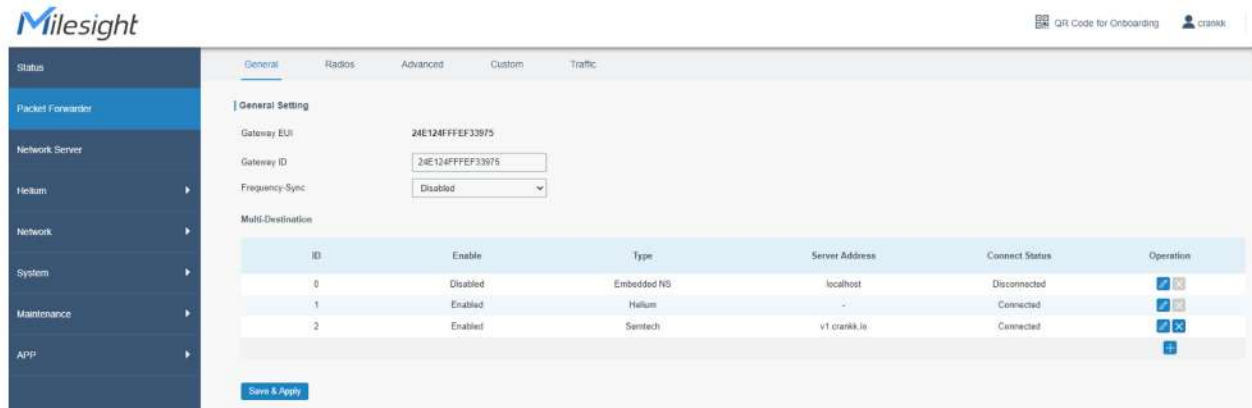 Milesight
QR Code for Onboarding crankk
Status
Packet Forwarder
Network Server
Helium
Network
System
Maintenance
APP
General Radios Advanced Custom Traffic
General Setting
Gateway EUI 24E124FFFEF33975
Gateway ID 24E124FFFEF33975
Frequency-Sync Disabled
Multi-Destination
ID Enable Type Server Address Connect Status Operation
0 Disabled Embedded NS localhost Disconnected
1 Enabled Helium - Connected
2 Enabled Semtech v1.crankk.io Connected
Save & Apply